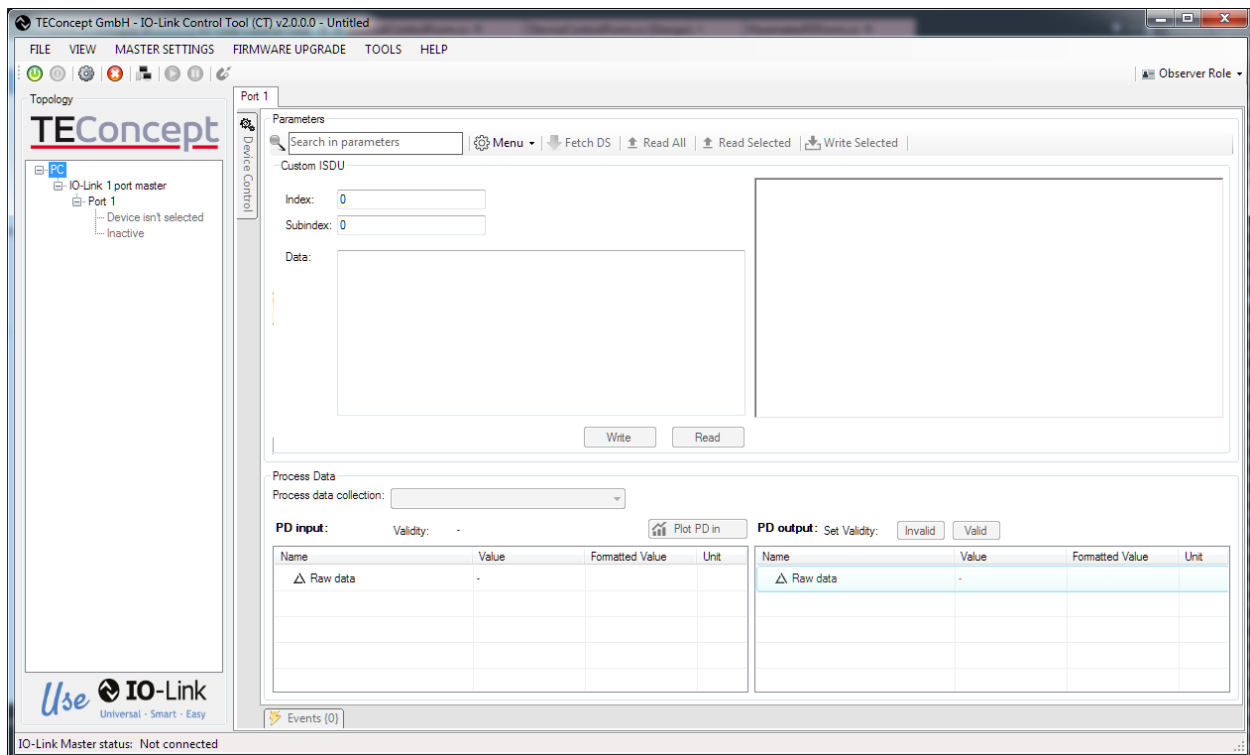 TEConcept GmbH - IO-Link Control Tool (CT) v2.0.0.0 - Untitled
FILE VIEW MASTER SETTINGS FIRMWARE UPGRADE TOOLS HELP
Observer Role
Topology
TEConcept
PC
IO-Link 1 port master
Port 1
Device isn't selected
Inactive
Use IO-Link
Universal - Smart - Easy
Port 1
Device Control
Parameters
Search in parameters Menu Fetch DS Read All Read Selected Write Selected
Custom ISDU
Index: 0
Subindex: 0
Data:
Write Read
Process Data
Process data collection:
PD input: Validity: - Plot PD in PD output: Set Validity: Invalid Valid
Name Value Formatted Value Unit Name Value Formatted Value Unit
Raw data - Raw data -
Events {0}
IO-Link Master status: Not connected